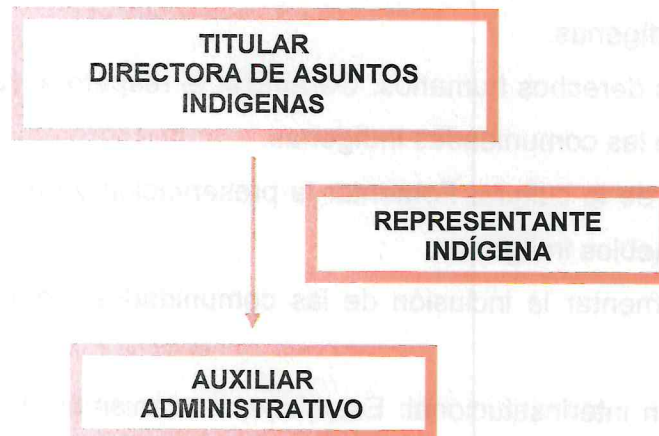 TITULAR
DIRECTORA DE ASUNTOS
INDIGENAS
REPRESENTANTE
INDÍGENA
AUXILIAR
ADMINISTRATIVO